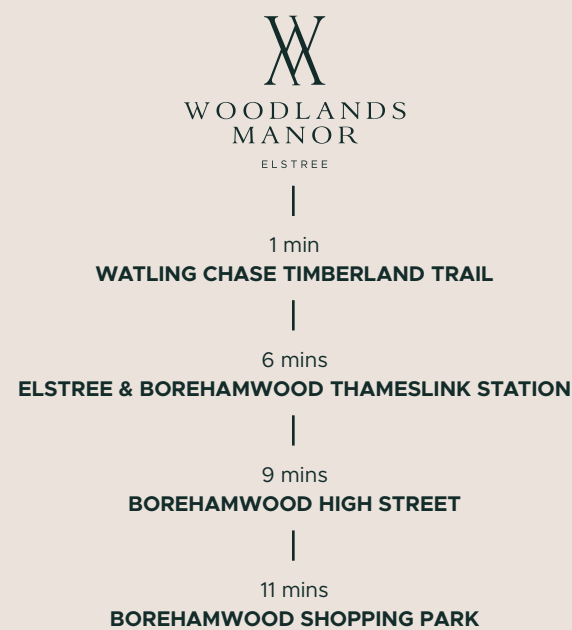 WOODLANDS
MANOR
ELSTREE
1 min
WATLING CHASE TIMBERLAND TRAIL
6 mins
ELSTREE & BOREHAMWOOD THAMESLINK STATION
9 mins
BOREHAMWOOD HIGH STREET
11 mins
BOREHAMWOOD SHOPPING PARK